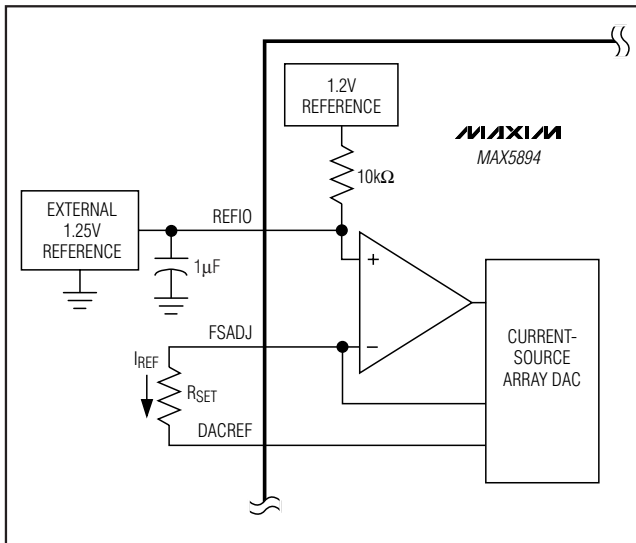 1.2V
REFERENCE
MAXIM
MAX5894
10kΩ
EXTERNAL
1.25V
REFERENCE
REFIO
1µF
+
FSADJ
−
CURRENT-
SOURCE
ARRAY DAC
IREF
RSET
DACREF